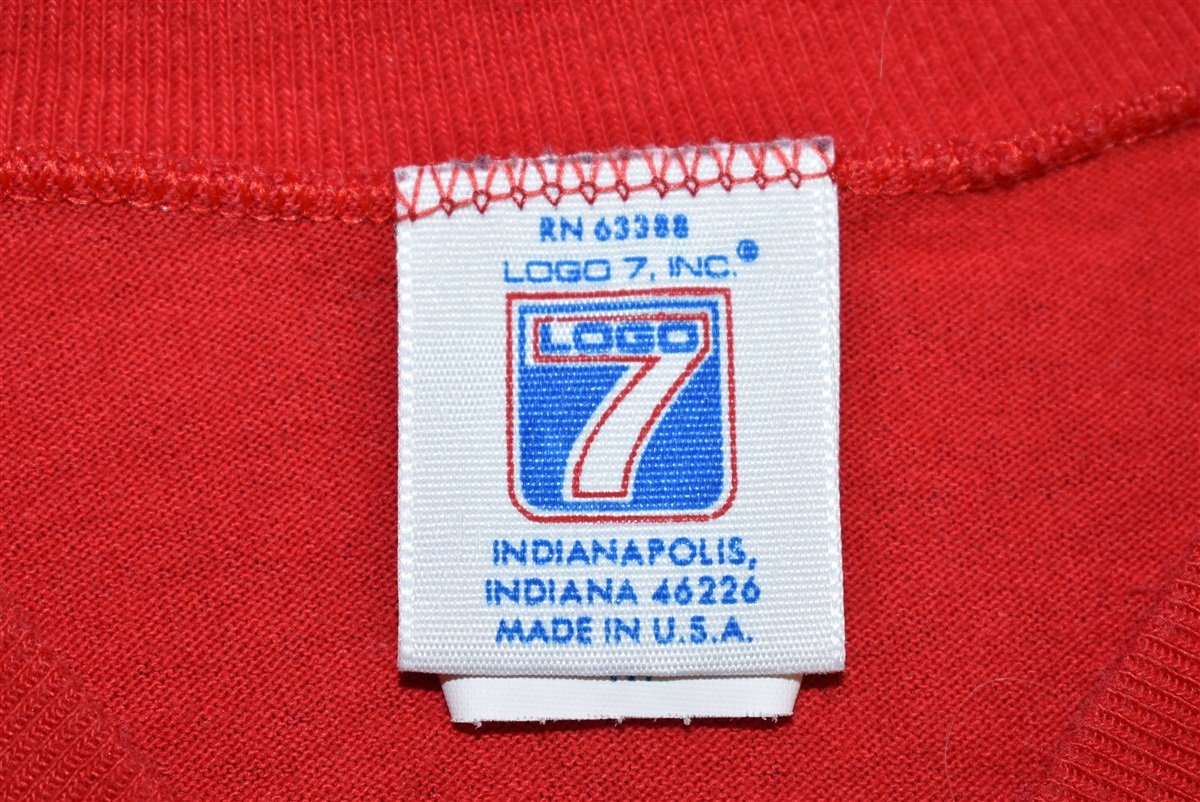 RN 63388
LOGO 7, INC.®
LOGO
7
INDIANAPOLIS,
INDIANA 46226
MADE IN U.S.A.